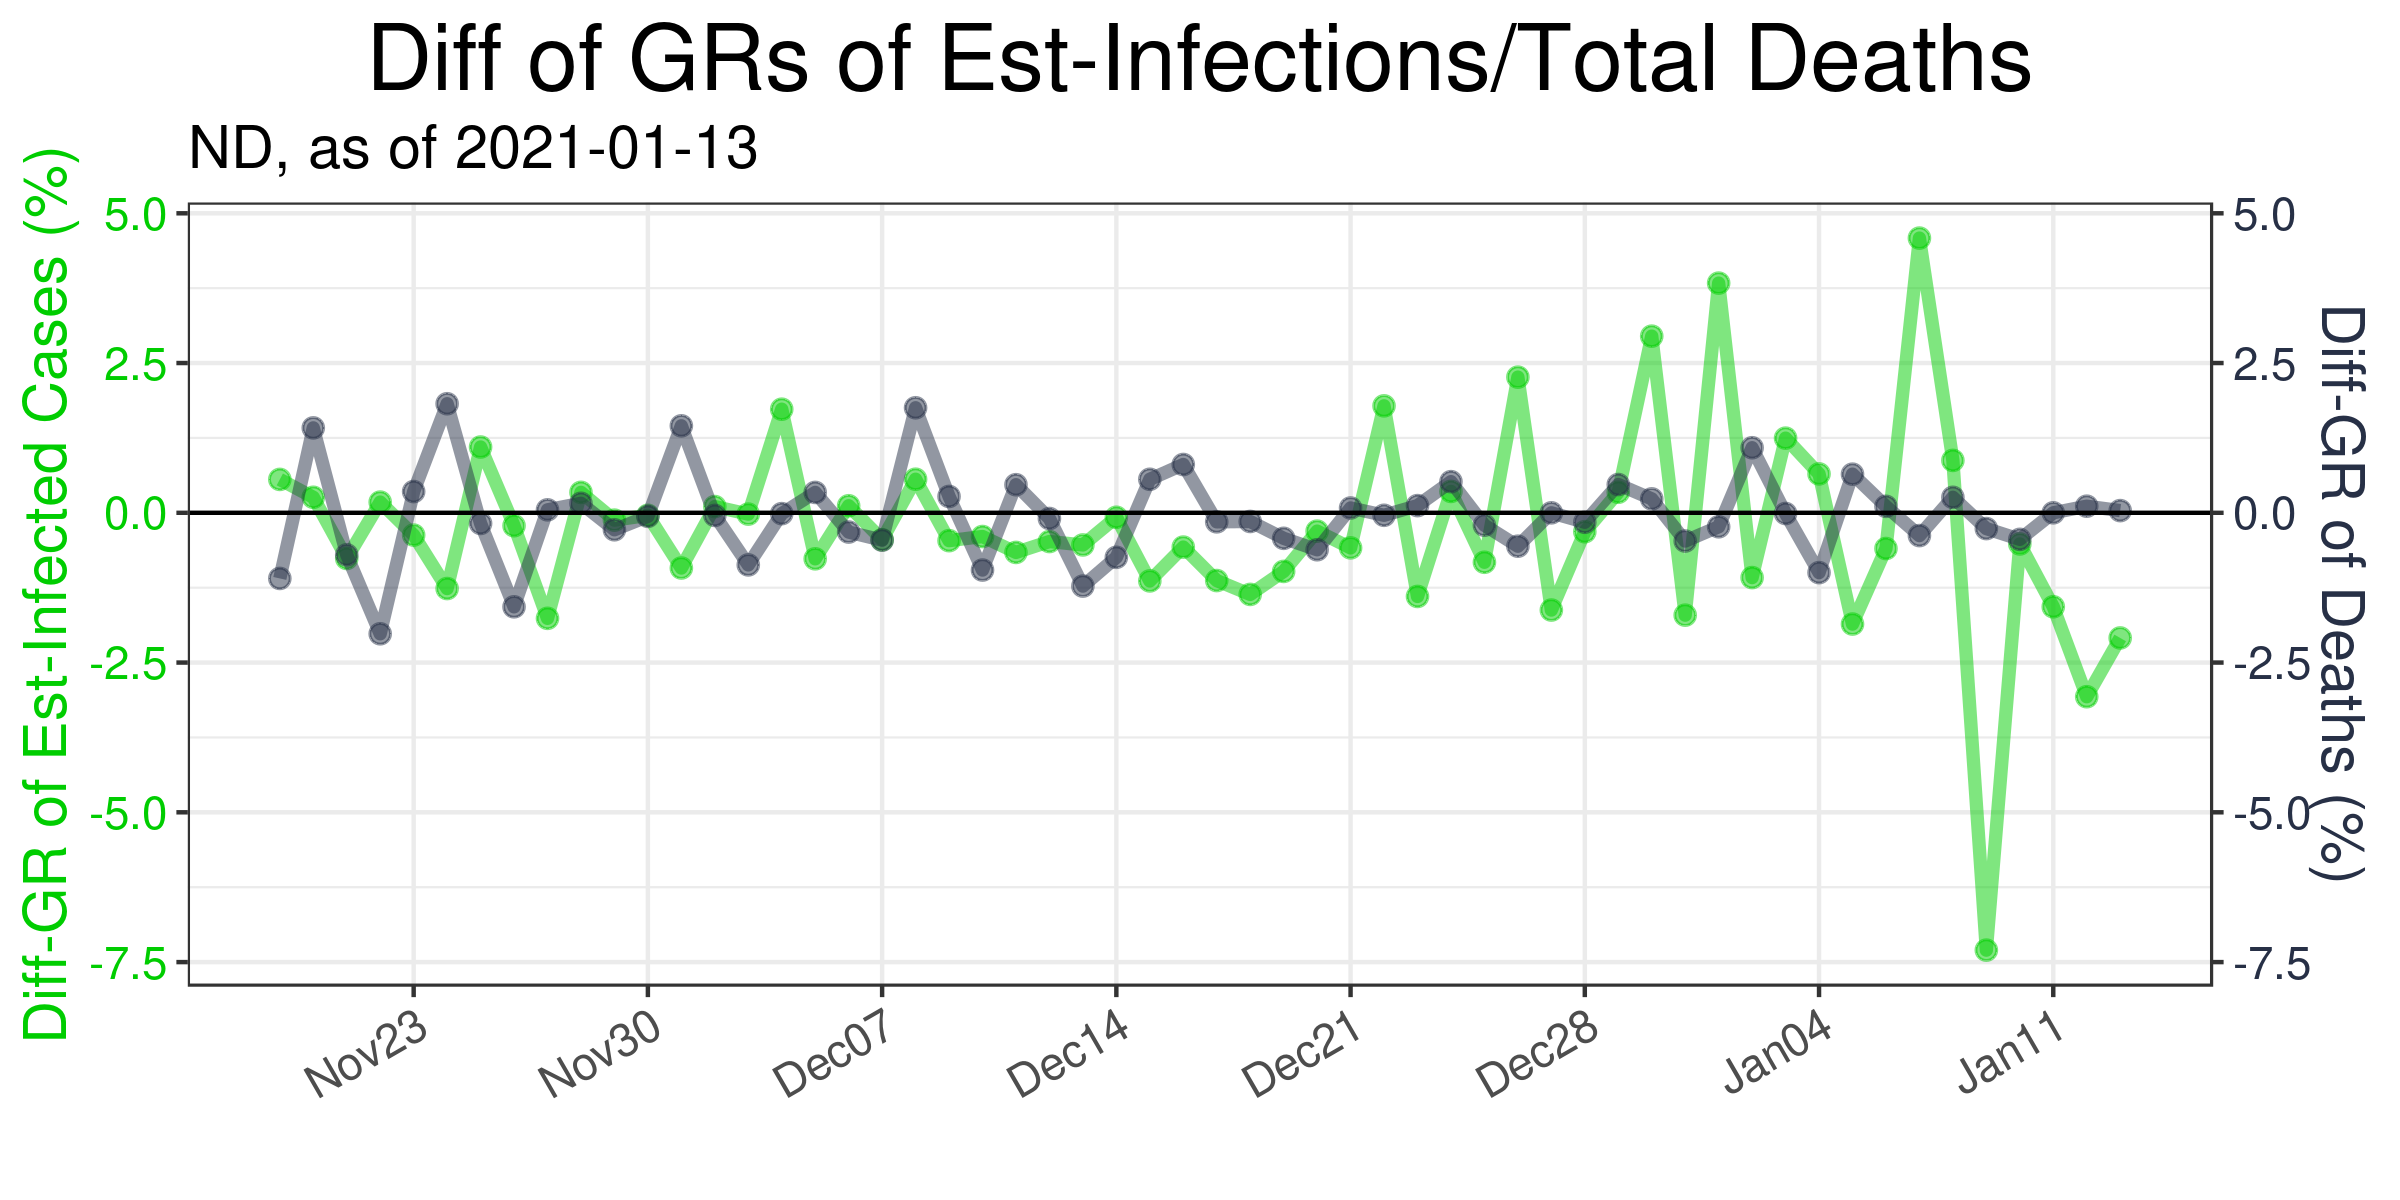 Diff of GRs of Est-Infections/Total Deaths
ND, as of 2021-01-13
Diff-GR of Est-Infected Cases (%)
5.0
2.5
0.0
-2.5
-5.0
-7.5
5.0
2.5
0.0
-2.5
-5.0
-7.5
Diff-GR of Deaths (%)
Nov23
Nov30
Dec07
Dec14
Dec21
Dec28
Jan04
Jan11